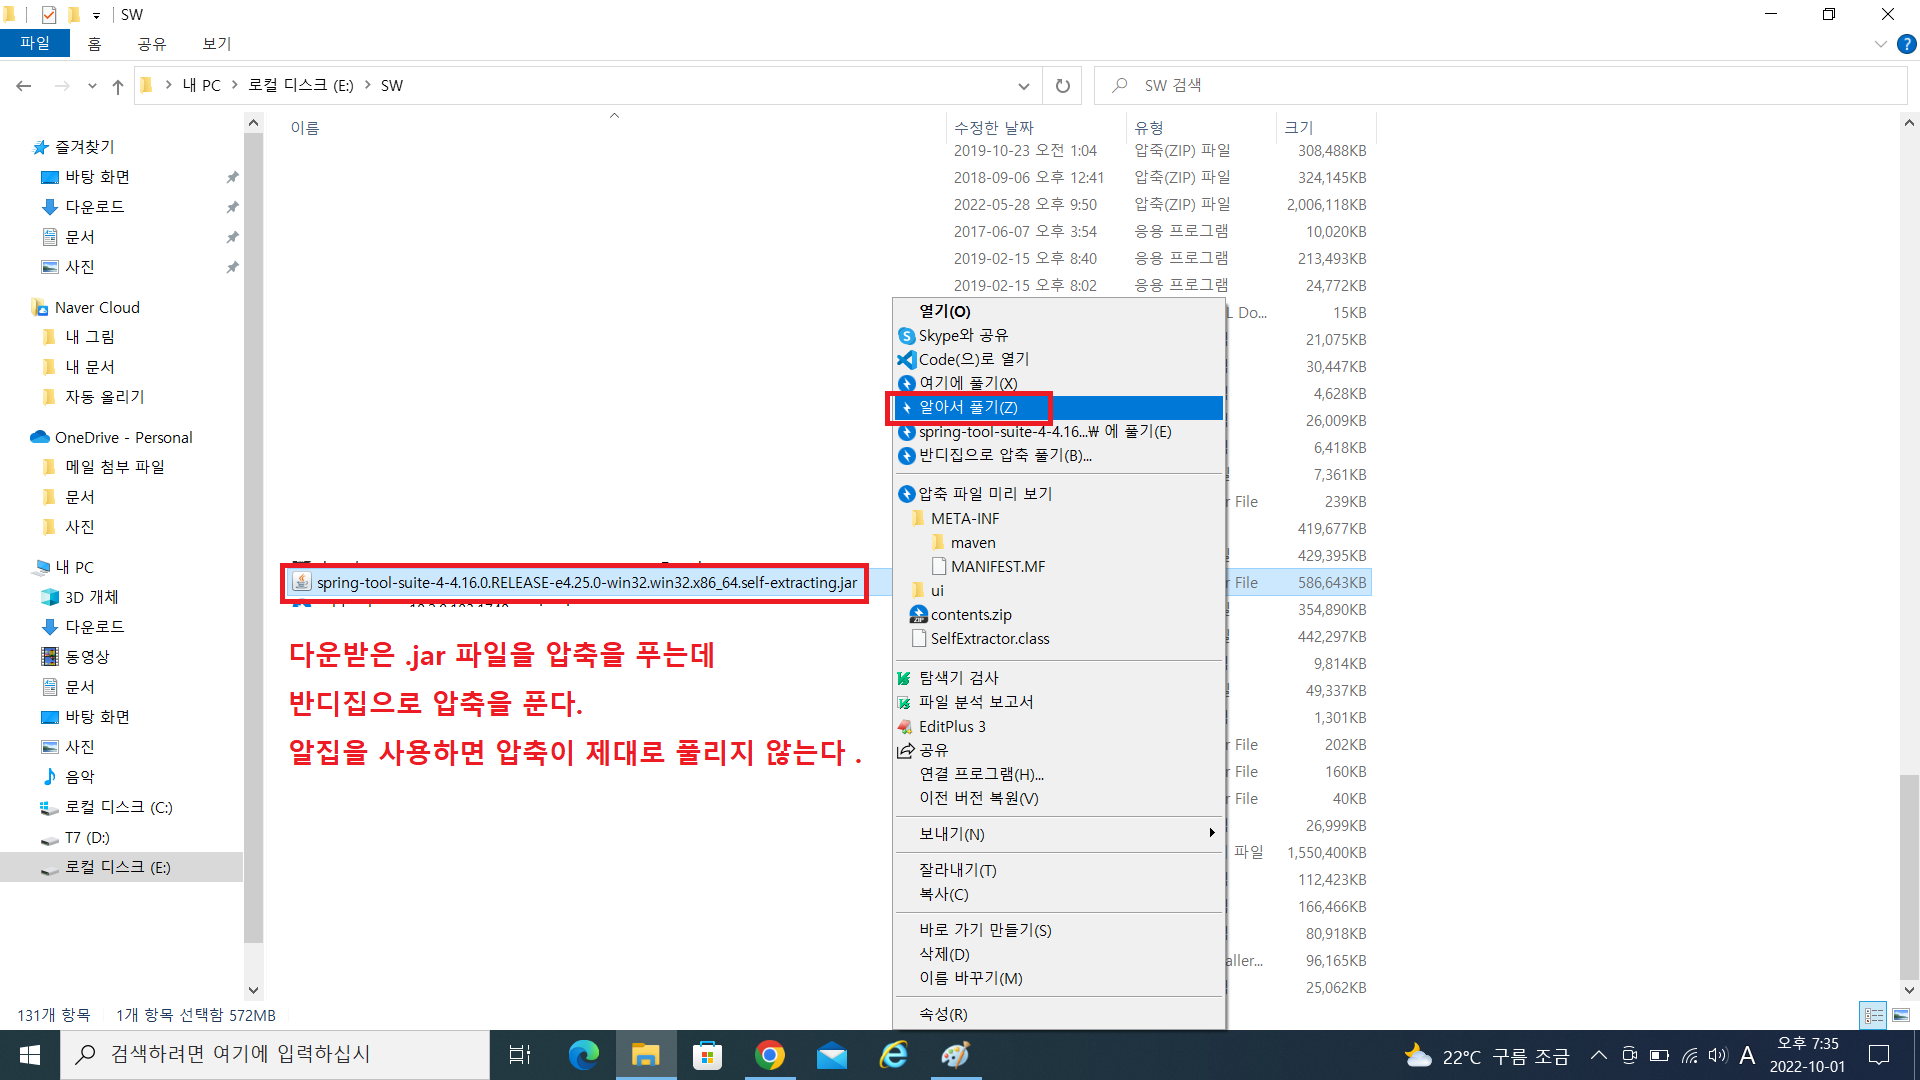 SW
파일 홈 공유 보기
내 PC > 로컬 디스크 (E:) > SW
SW 검색
이름 수정한 날짜 유형 크기
즐겨찾기
바탕 화면
다운로드
문서
사진
Naver Cloud
내 그림
내 문서
자동 올리기
OneDrive - Personal
메일 첨부 파일
문서
사진
내 PC
3D 개체
다운로드
동영상
문서
바탕 화면
사진
음악
로컬 디스크 (C:)
T7 (D:)
로컬 디스크 (E:)
2019-10-23 오전 1:04 압축(ZIP) 파일 308,488KB
2018-09-06 오후 12:41 압축(ZIP) 파일 324,145KB
2022-05-28 오후 9:50 압축(ZIP) 파일 2,006,118KB
2017-06-07 오후 3:54 응용 프로그램 10,020KB
2019-02-15 오후 8:40 응용 프로그램 213,493KB
2019-02-15 오후 8:02 응용 프로그램 24,772KB
L Do... 15KB
21,075KB
30,447KB
4,628KB
26,009KB
6,418KB
7,361KB
r File 239KB
419,677KB
429,395KB
r File 586,643KB
354,890KB
442,297KB
9,814KB
49,337KB
1,301KB
r File 202KB
r File 160KB
r File 40KB
26,999KB
파일 1,550,400KB
112,423KB
166,466KB
80,918KB
aller... 96,165KB
25,062KB
spring-tool-suite-4-4.16.0.RELEASE-e4.25.0-win32.win32.x86_64.self-extracting.jar
다운받은 .jar 파일을 압축을 푸는데
반디집으로 압축을 푼다.
알집을 사용하면 압축이 제대로 풀리지 않는다 .
열기(O)
Skype와 공유
Code(으)로 열기
여기에 풀기(X)
알아서 풀기(Z)
spring-tool-suite-4-4.16...₩ 에 풀기(E)
반디집으로 압축 풀기(B)...
압축 파일 미리 보기
META-INF
maven
MANIFEST.MF
ui
contents.zip
SelfExtractor.class
탐색기 검사
파일 분석 보고서
EditPlus 3
공유
연결 프로그램(H)...
이전 버전 복원(V)
보내기(N)
잘라내기(T)
복사(C)
바로 가기 만들기(S)
삭제(D)
이름 바꾸기(M)
속성(R)
131개 항목 1개 항목 선택함 572MB
검색하려면 여기에 입력하십시
22°C 구름 조금
A
오후 7:35
2022-10-01